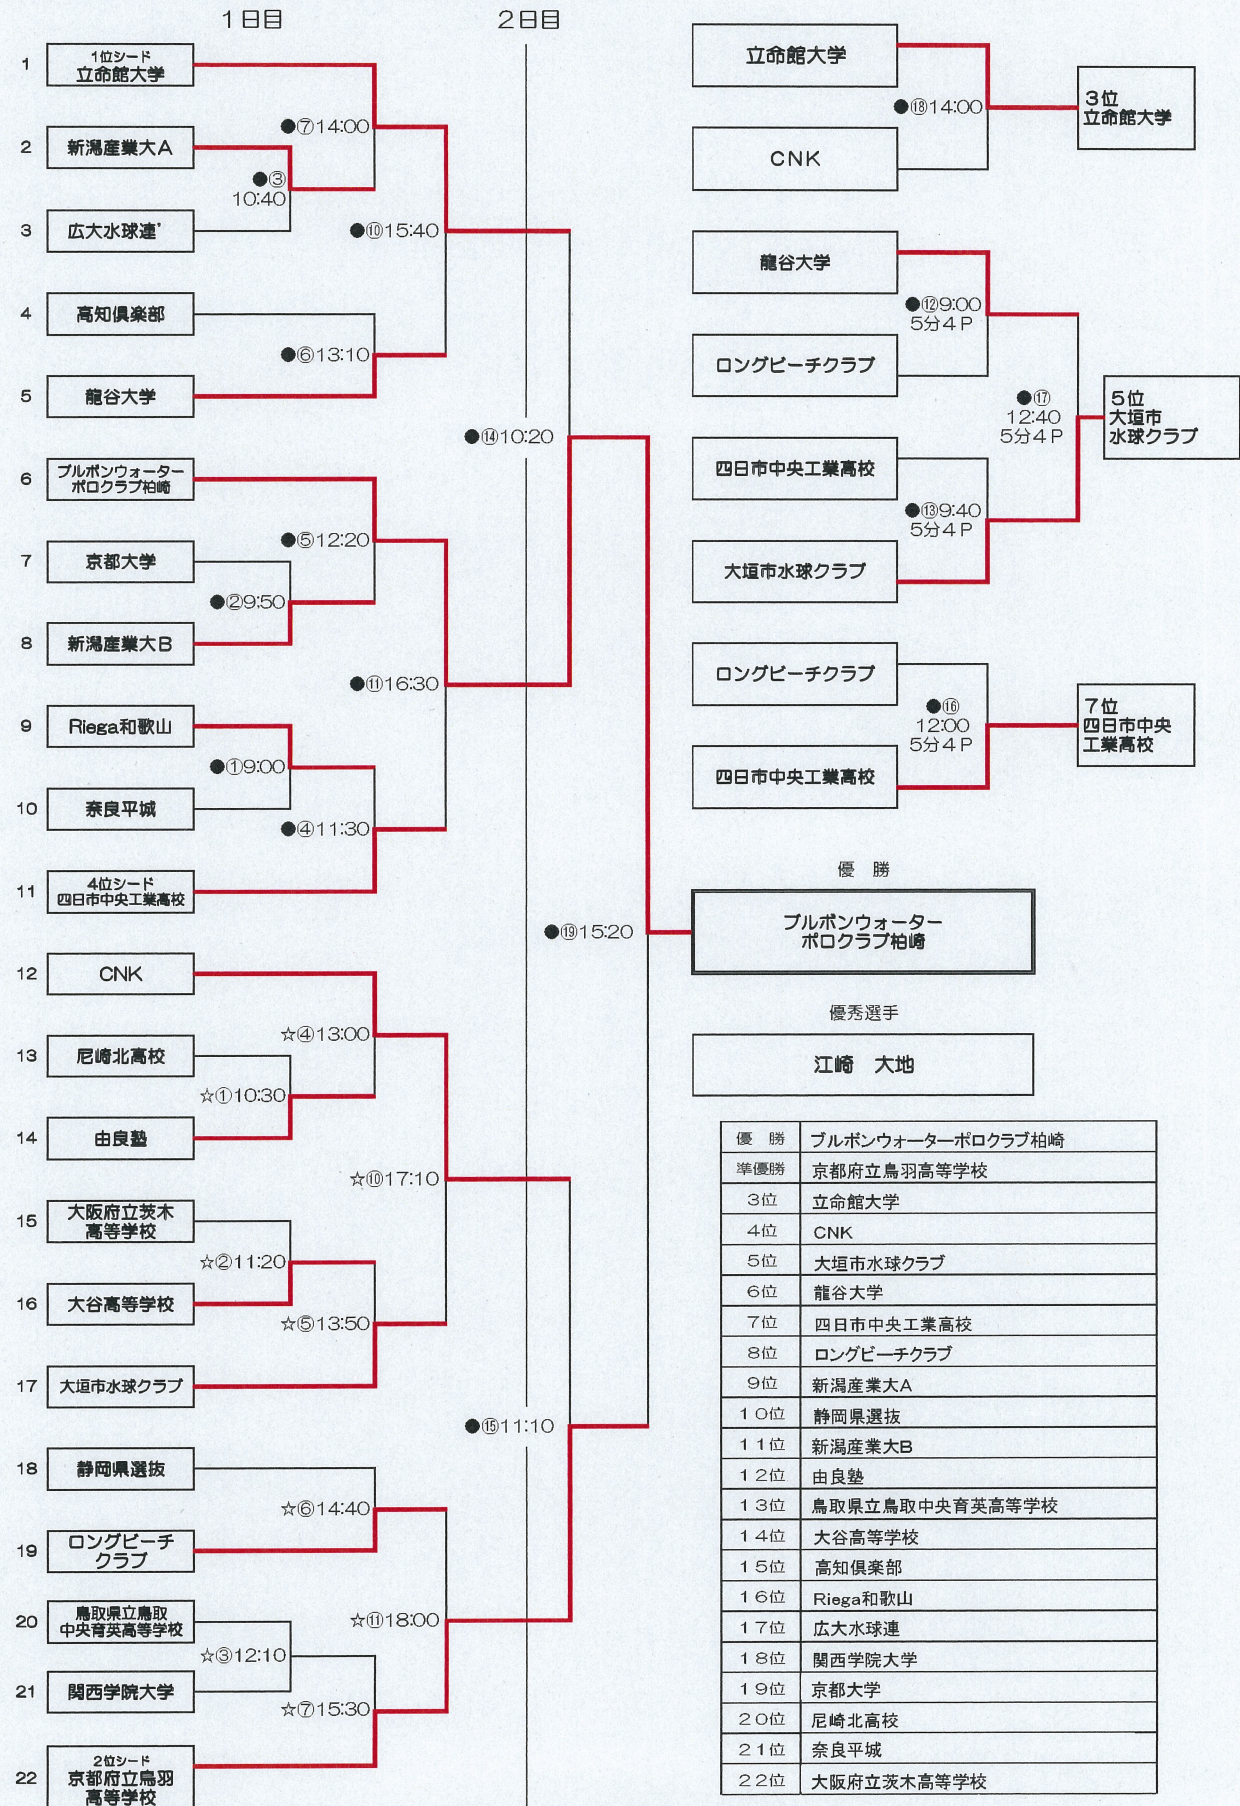 1日目
2日目
1
1位シード
立命館大学
●⑦14:00
2
新潟産業大A
●③
10:40
3
広大水球連
●⑩15:40
4
高知倶楽部
●⑥13:10
5
龍谷大学
●⑭10:20
6
ブルボンウォーター
ポロクラブ柏崎
●⑤12:20
7
京都大学
●②9:50
8
新潟産業大B
●⑪16:30
9
Riega和歌山
●①9:00
10
奈良平城
●④11:30
11
4位シード
四日市中央工業高校
●⑲15:20
12
CNK
☆④13:00
13
尼崎北高校
☆①10:30
14
由良塾
☆⑩17:10
15
大阪府立茨木
高等学校
☆②11:20
16
大谷高等学校
☆⑤13:50
17
大垣市水球クラブ
●⑮11:10
18
静岡県選抜
☆⑥14:40
19
ロングビーチ
クラブ
20
鳥取県立鳥取
中央育英高等学校
☆⑪18:00
☆③12:10
21
関西学院大学
☆⑦15:30
22
2位シード
京都府立鳥羽
高等学校
立命館大学
●⑱14:00
CNK
3位
立命館大学
龍谷大学
●⑫9:00
5分4P
ロングビーチクラブ
●⑰
12:40
5分4P
5位
大垣市
水球クラブ
四日市中央工業高校
●⑬9:40
5分4P
大垣市水球クラブ
ロングビーチクラブ
●⑯
12:00
5分4P
四日市中央工業高校
7位
四日市中央
工業高校
優 勝
ブルボンウォーター
ポロクラブ柏崎
優秀選手
江崎 大地
優 勝 ブルボンウォーターポロクラブ柏崎
準優勝 京都府立鳥羽高等学校
3位 立命館大学
4位 CNK
5位 大垣市水球クラブ
6位 龍谷大学
7位 四日市中央工業高校
8位 ロングビーチクラブ
9位 新潟産業大A
10位 静岡県選抜
11位 新潟産業大B
12位 由良塾
13位 鳥取県立鳥取中央育英高等学校
14位 大谷高等学校
15位 高知倶楽部
16位 Riega和歌山
17位 広大水球連
18位 関西学院大学
19位 京都大学
20位 尼崎北高校
21位 奈良平城
22位 大阪府立茨木高等学校